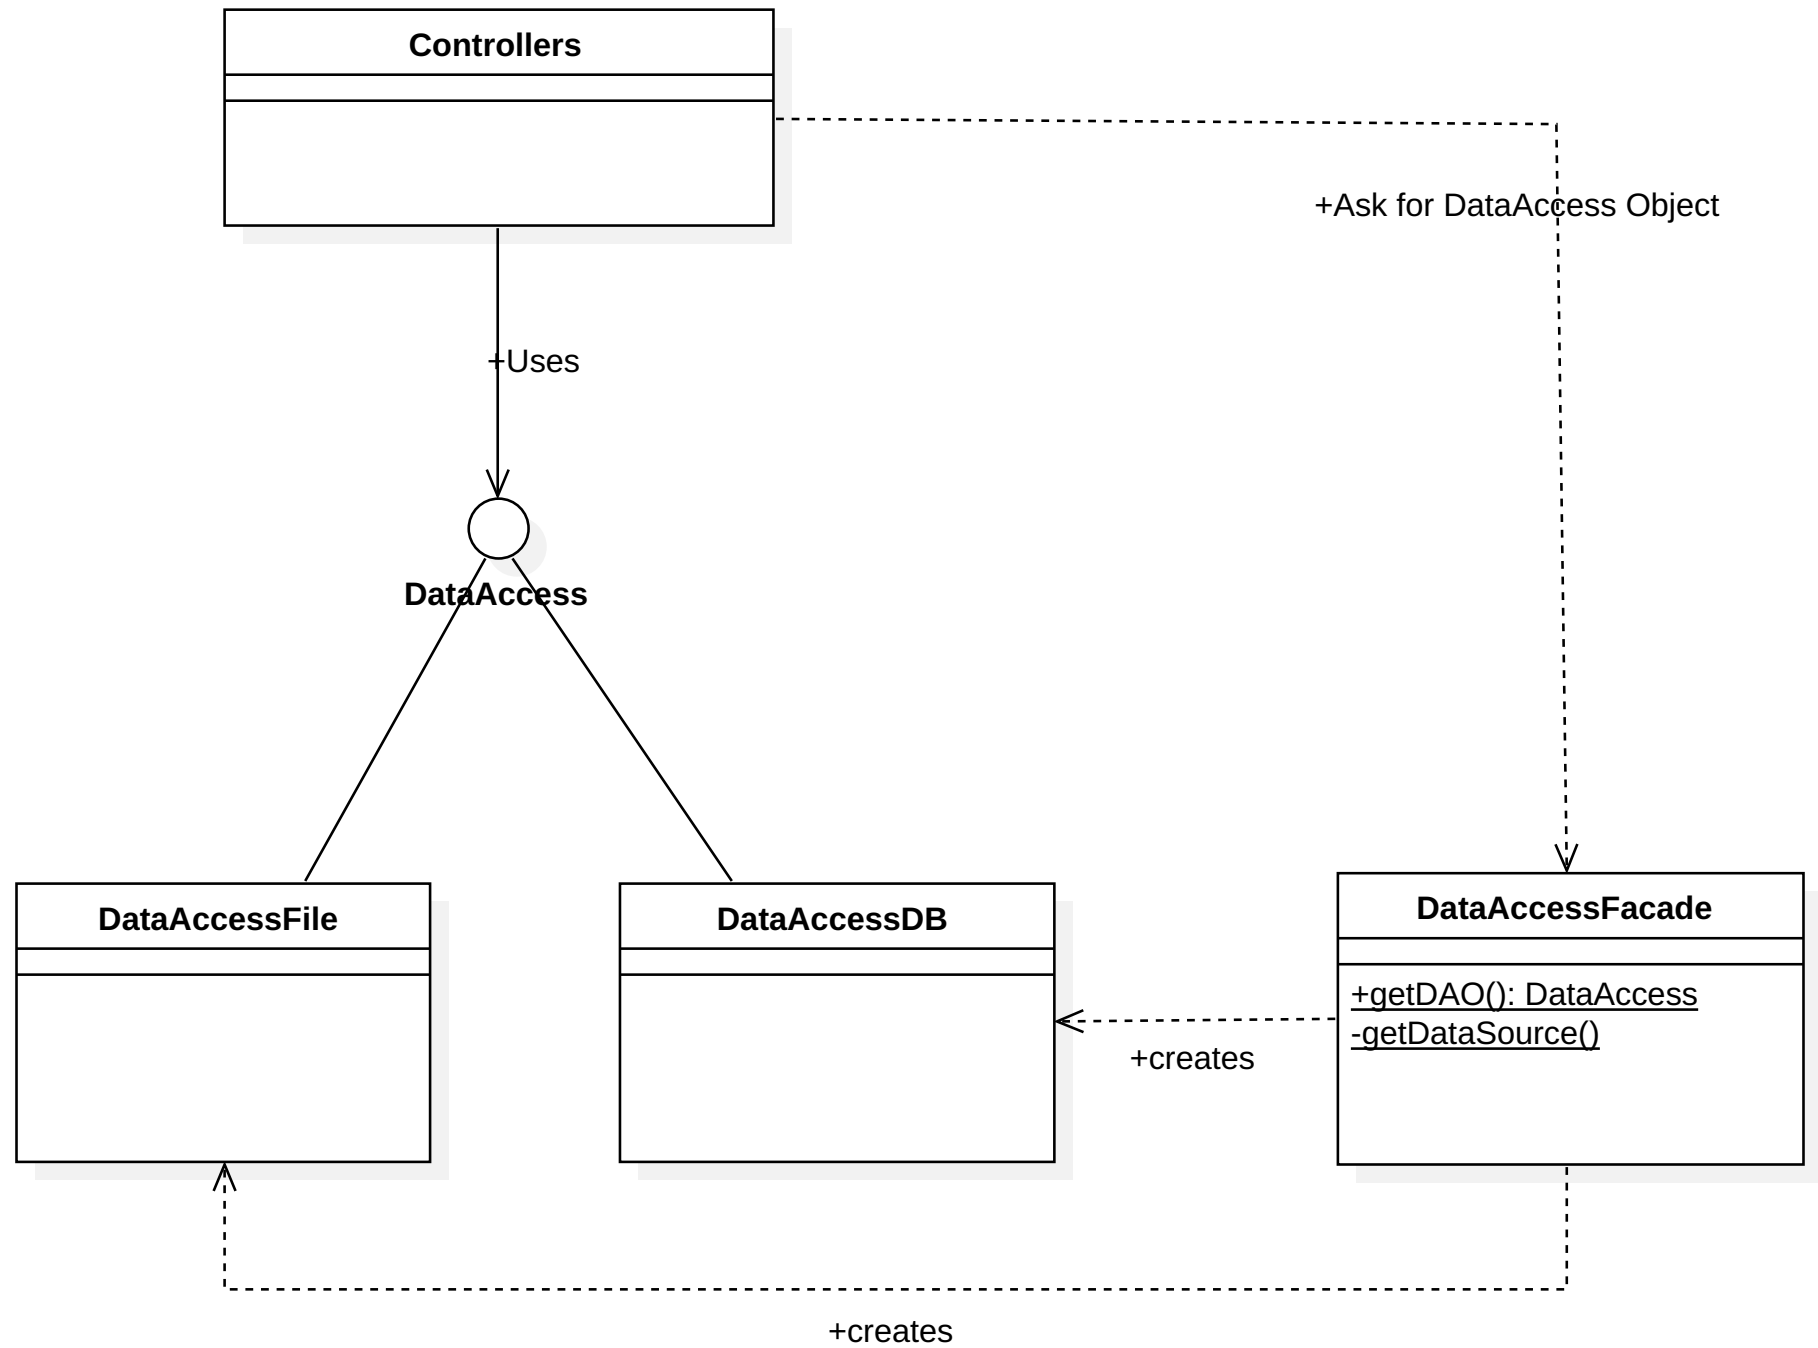 Controllers
+Ask for DataAccess Object
+Uses
DataAccess
DataAccessFile
DataAccessDB
DataAccessFacade
+getDAO(): DataAccess
-getDataSource()
+creates
+creates